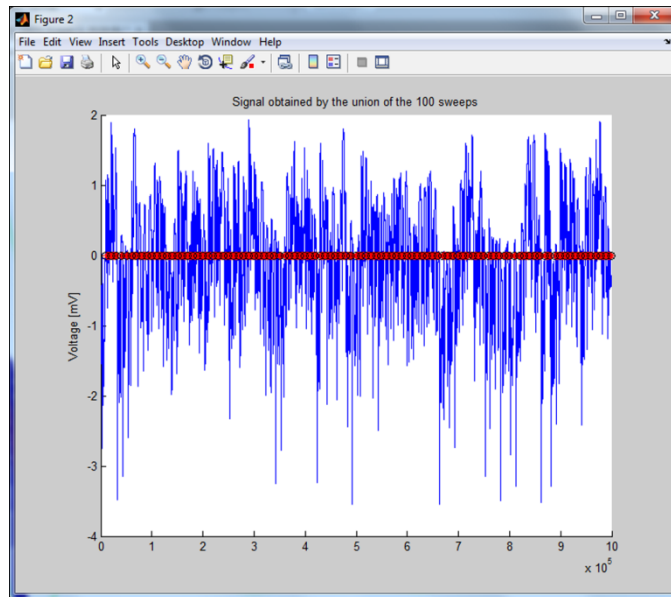 Figure 2
File Edit View Insert Tools Desktop Window Help
Signal obtained by the union of the 100 sweeps
2
1
0
-1
-2
-3
-4
Voltage [mV]
0 1 2 3 4 5 6 7 8 9 10
x 10^5